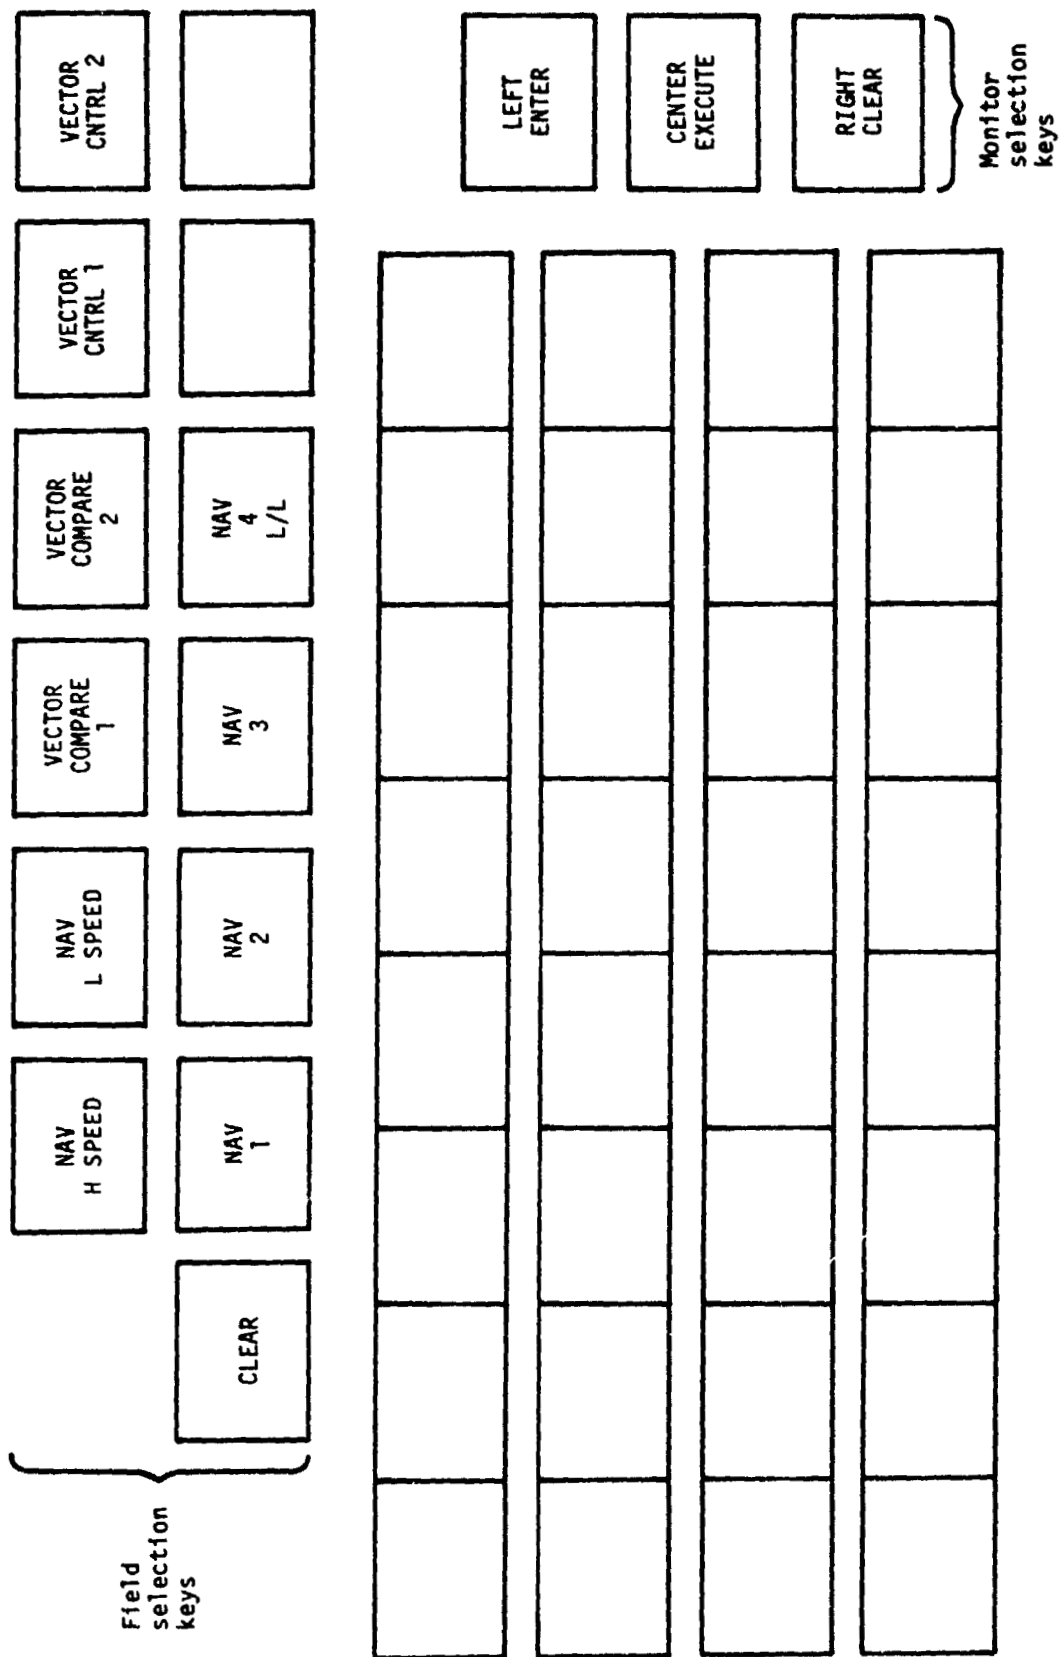 Field
selection
keys
NAV
H SPEED
NAV
L SPEED
VECTOR
COMPARE
1
VECTOR
COMPARE
2
VECTOR
CNTRL 1
VECTOR
CNTRL 2
CLEAR
NAV
1
NAV
2
NAV
3
NAV
4
L/L
LEFT
ENTER
CENTER
EXECUTE
RIGHT
CLEAR
Monitor
selection
keys